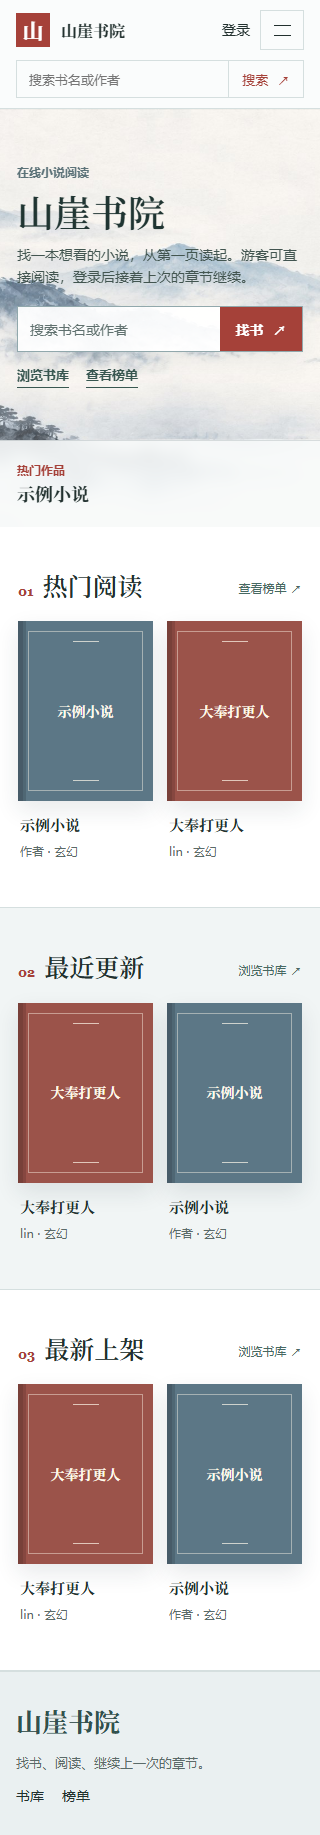 山 山崖书院 登录
搜索书名或作者 搜索 ↗
在线小说阅读
山崖书院
找一本想看的小说，从第一页读起。游客可直
接阅读，登录后接着上次的章节继续。
搜索书名或作者 找书 ↗
浏览书库 查看榜单
热门作品
示例小说
01 热门阅读 查看榜单 ↗
示例小说 大奉打更人
示例小说 大奉打更人
作者 · 玄幻 lin · 玄幻
02 最近更新 浏览书库 ↗
大奉打更人 示例小说
大奉打更人 示例小说
lin · 玄幻 作者 · 玄幻
03 最新上架 浏览书库 ↗
大奉打更人 示例小说
大奉打更人 示例小说
lin · 玄幻 作者 · 玄幻
山崖书院
找书、阅读、继续上一次的章节。
书库 榜单